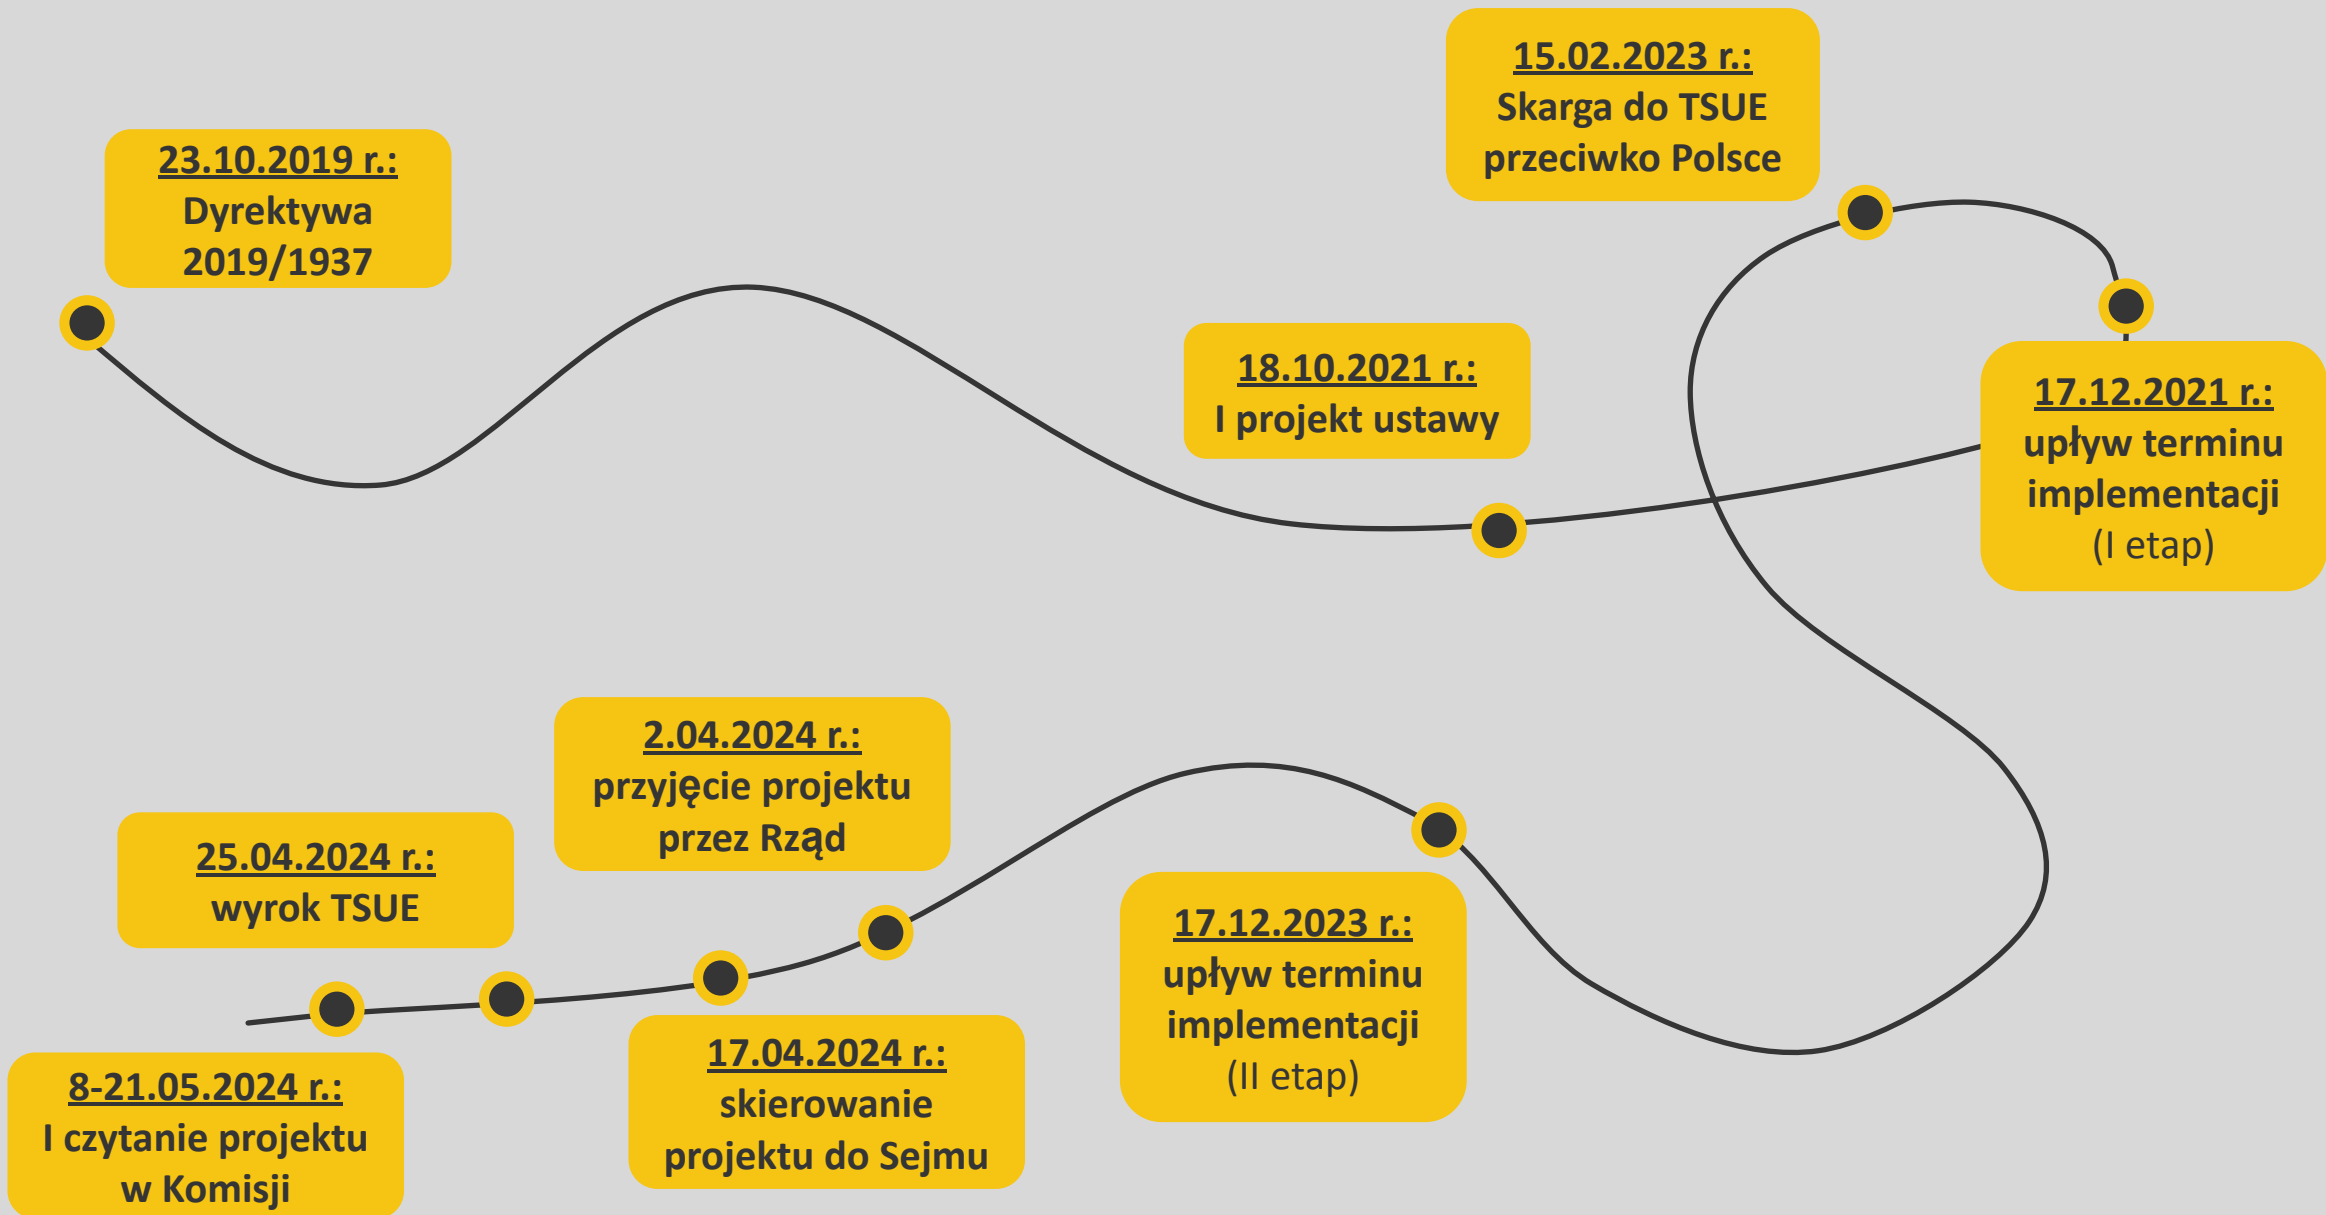 23.10.2019 r.:
Dyrektywa
2019/1937
18.10.2021 r.:
I projekt ustawy
17.12.2021 r.:
upływ terminu
implementacji
(I etap)
15.02.2023 r.:
Skarga do TSUE
przeciwko Polsce
17.12.2023 r.:
upływ terminu
implementacji
(II etap)
2.04.2024 r.:
przyjęcie projektu
przez Rząd
17.04.2024 r.:
skierowanie
projektu do Sejmu
25.04.2024 r.:
wyrok TSUE
8-21.05.2024 r.:
I czytanie projektu
w Komisji